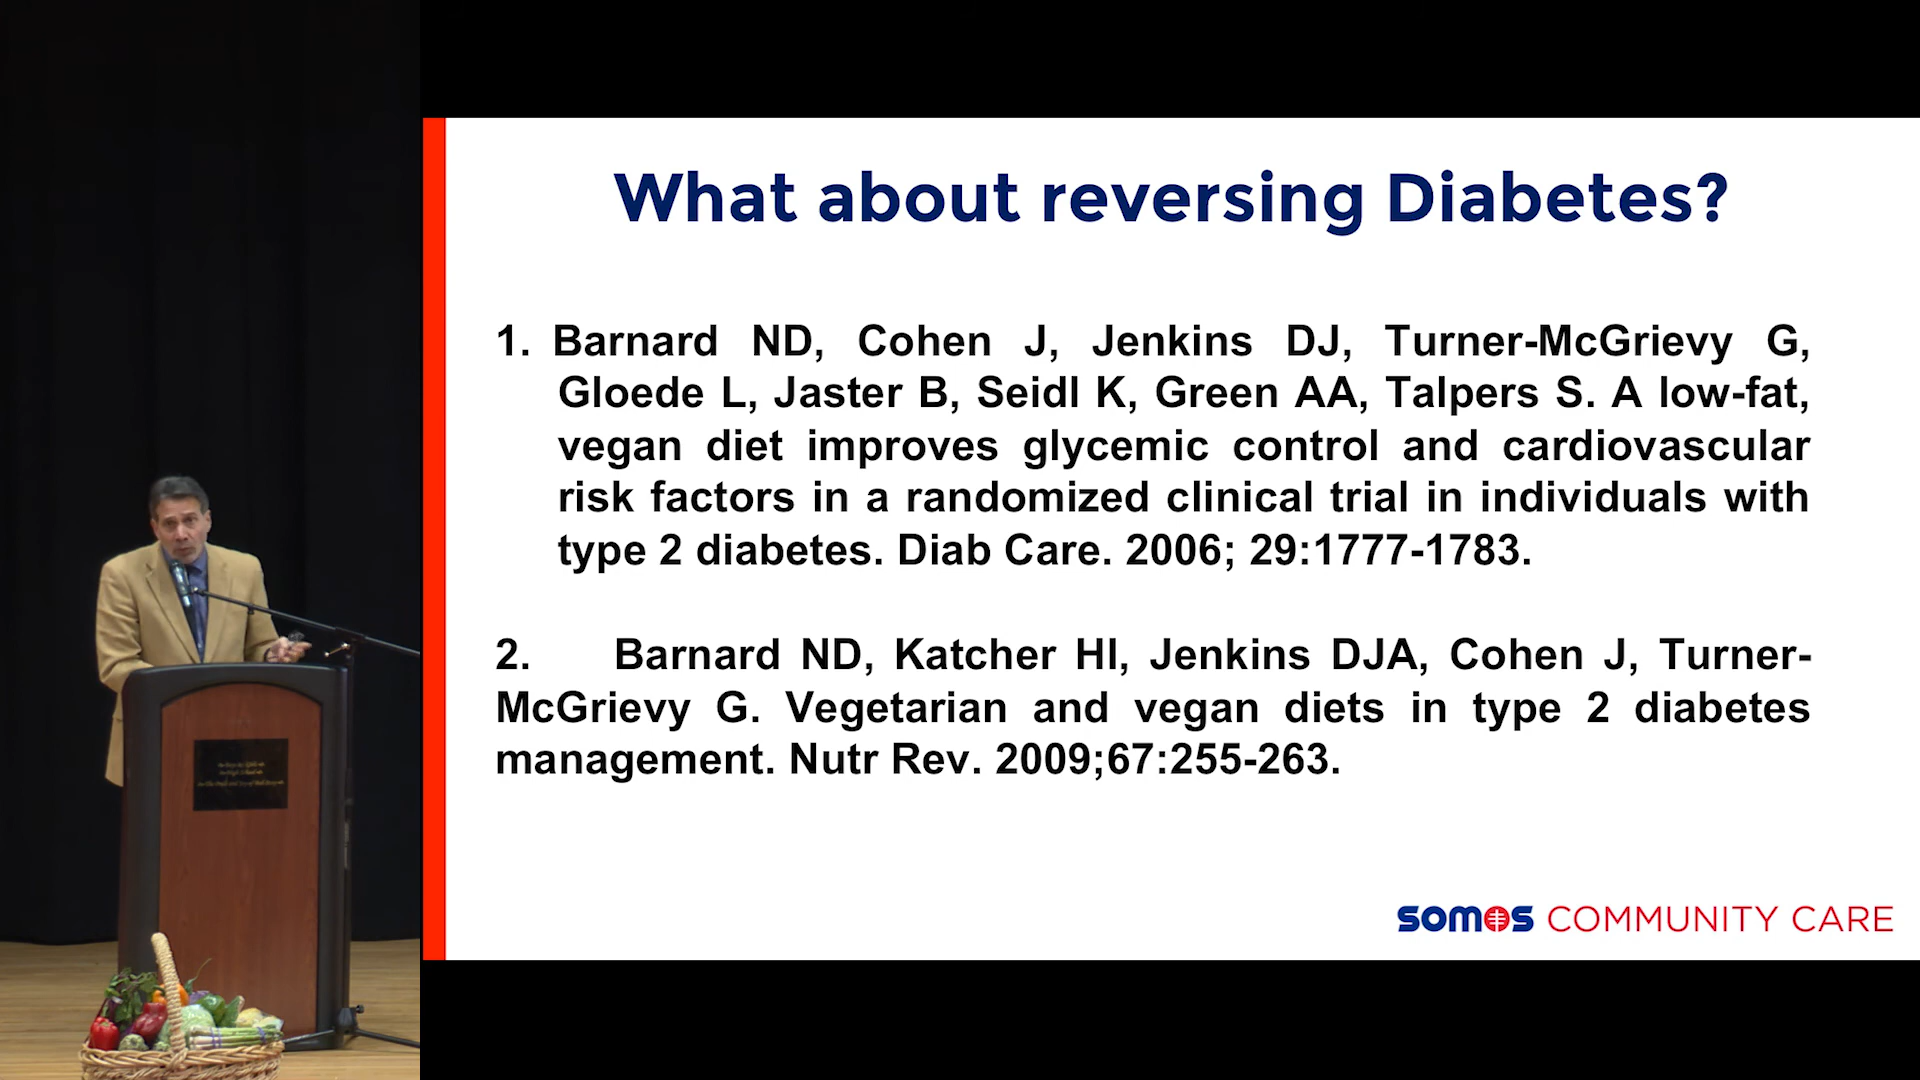 What about reversing Diabetes?
1. Barnard ND, Cohen J, Jenkins DJ, Turner-McGrievy G,
Gloede L, Jaster B, Seidl K, Green AA, Talpers S. A low-fat,
vegan diet improves glycemic control and cardiovascular
risk factors in a randomized clinical trial in individuals with
type 2 diabetes. Diab Care. 2006; 29:1777-1783.
2. Barnard ND, Katcher HI, Jenkins DJA, Cohen J, Turner-
McGrievy G. Vegetarian and vegan diets in type 2 diabetes
management. Nutr Rev. 2009;67:255-263.
SOMOS COMMUNITY CARE